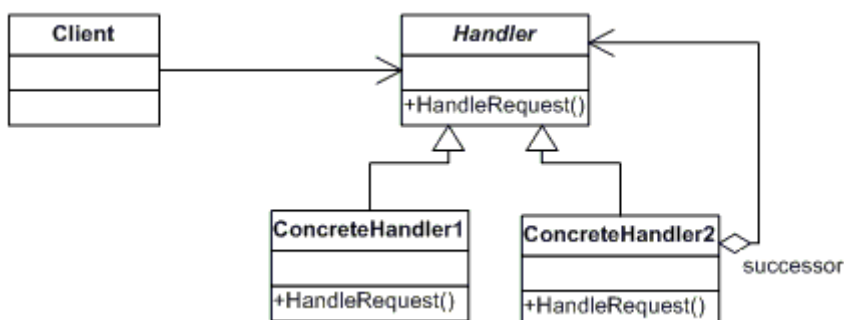 Client
Handler
+HandleRequest()
ConcreteHandler1
+HandleRequest()
ConcreteHandler2
+HandleRequest()
successor